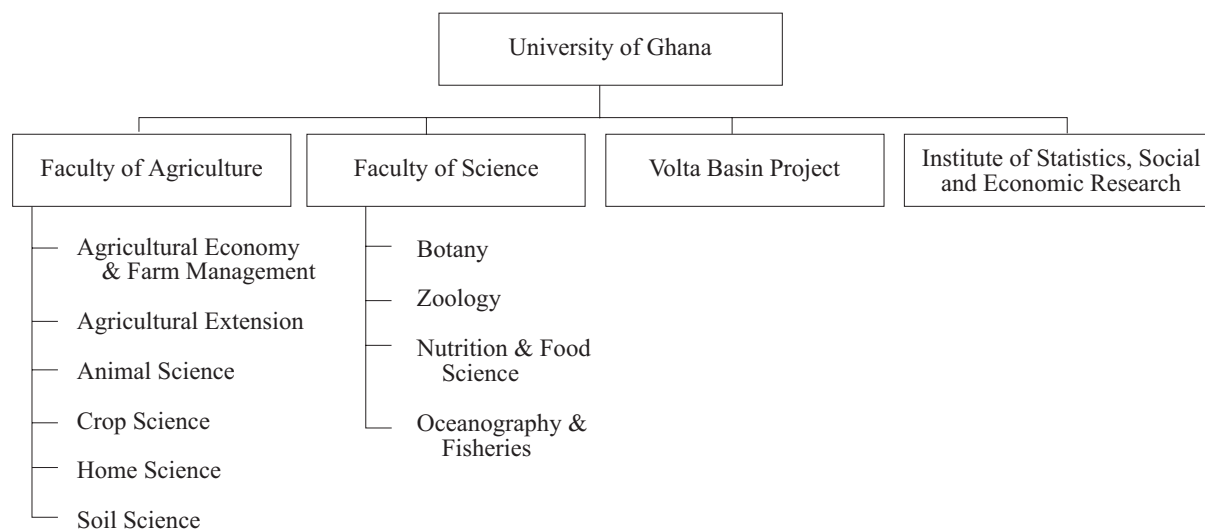 University of Ghana
Faculty of Agriculture
Faculty of Science
Volta Basin Project
Institute of Statistics, Social
and Economic Research
Agricultural Economy
& Farm Management
Agricultural Extension
Animal Science
Crop Science
Home Science
Soil Science
Botany
Zoology
Nutrition & Food
Science
Oceanography &
Fisheries